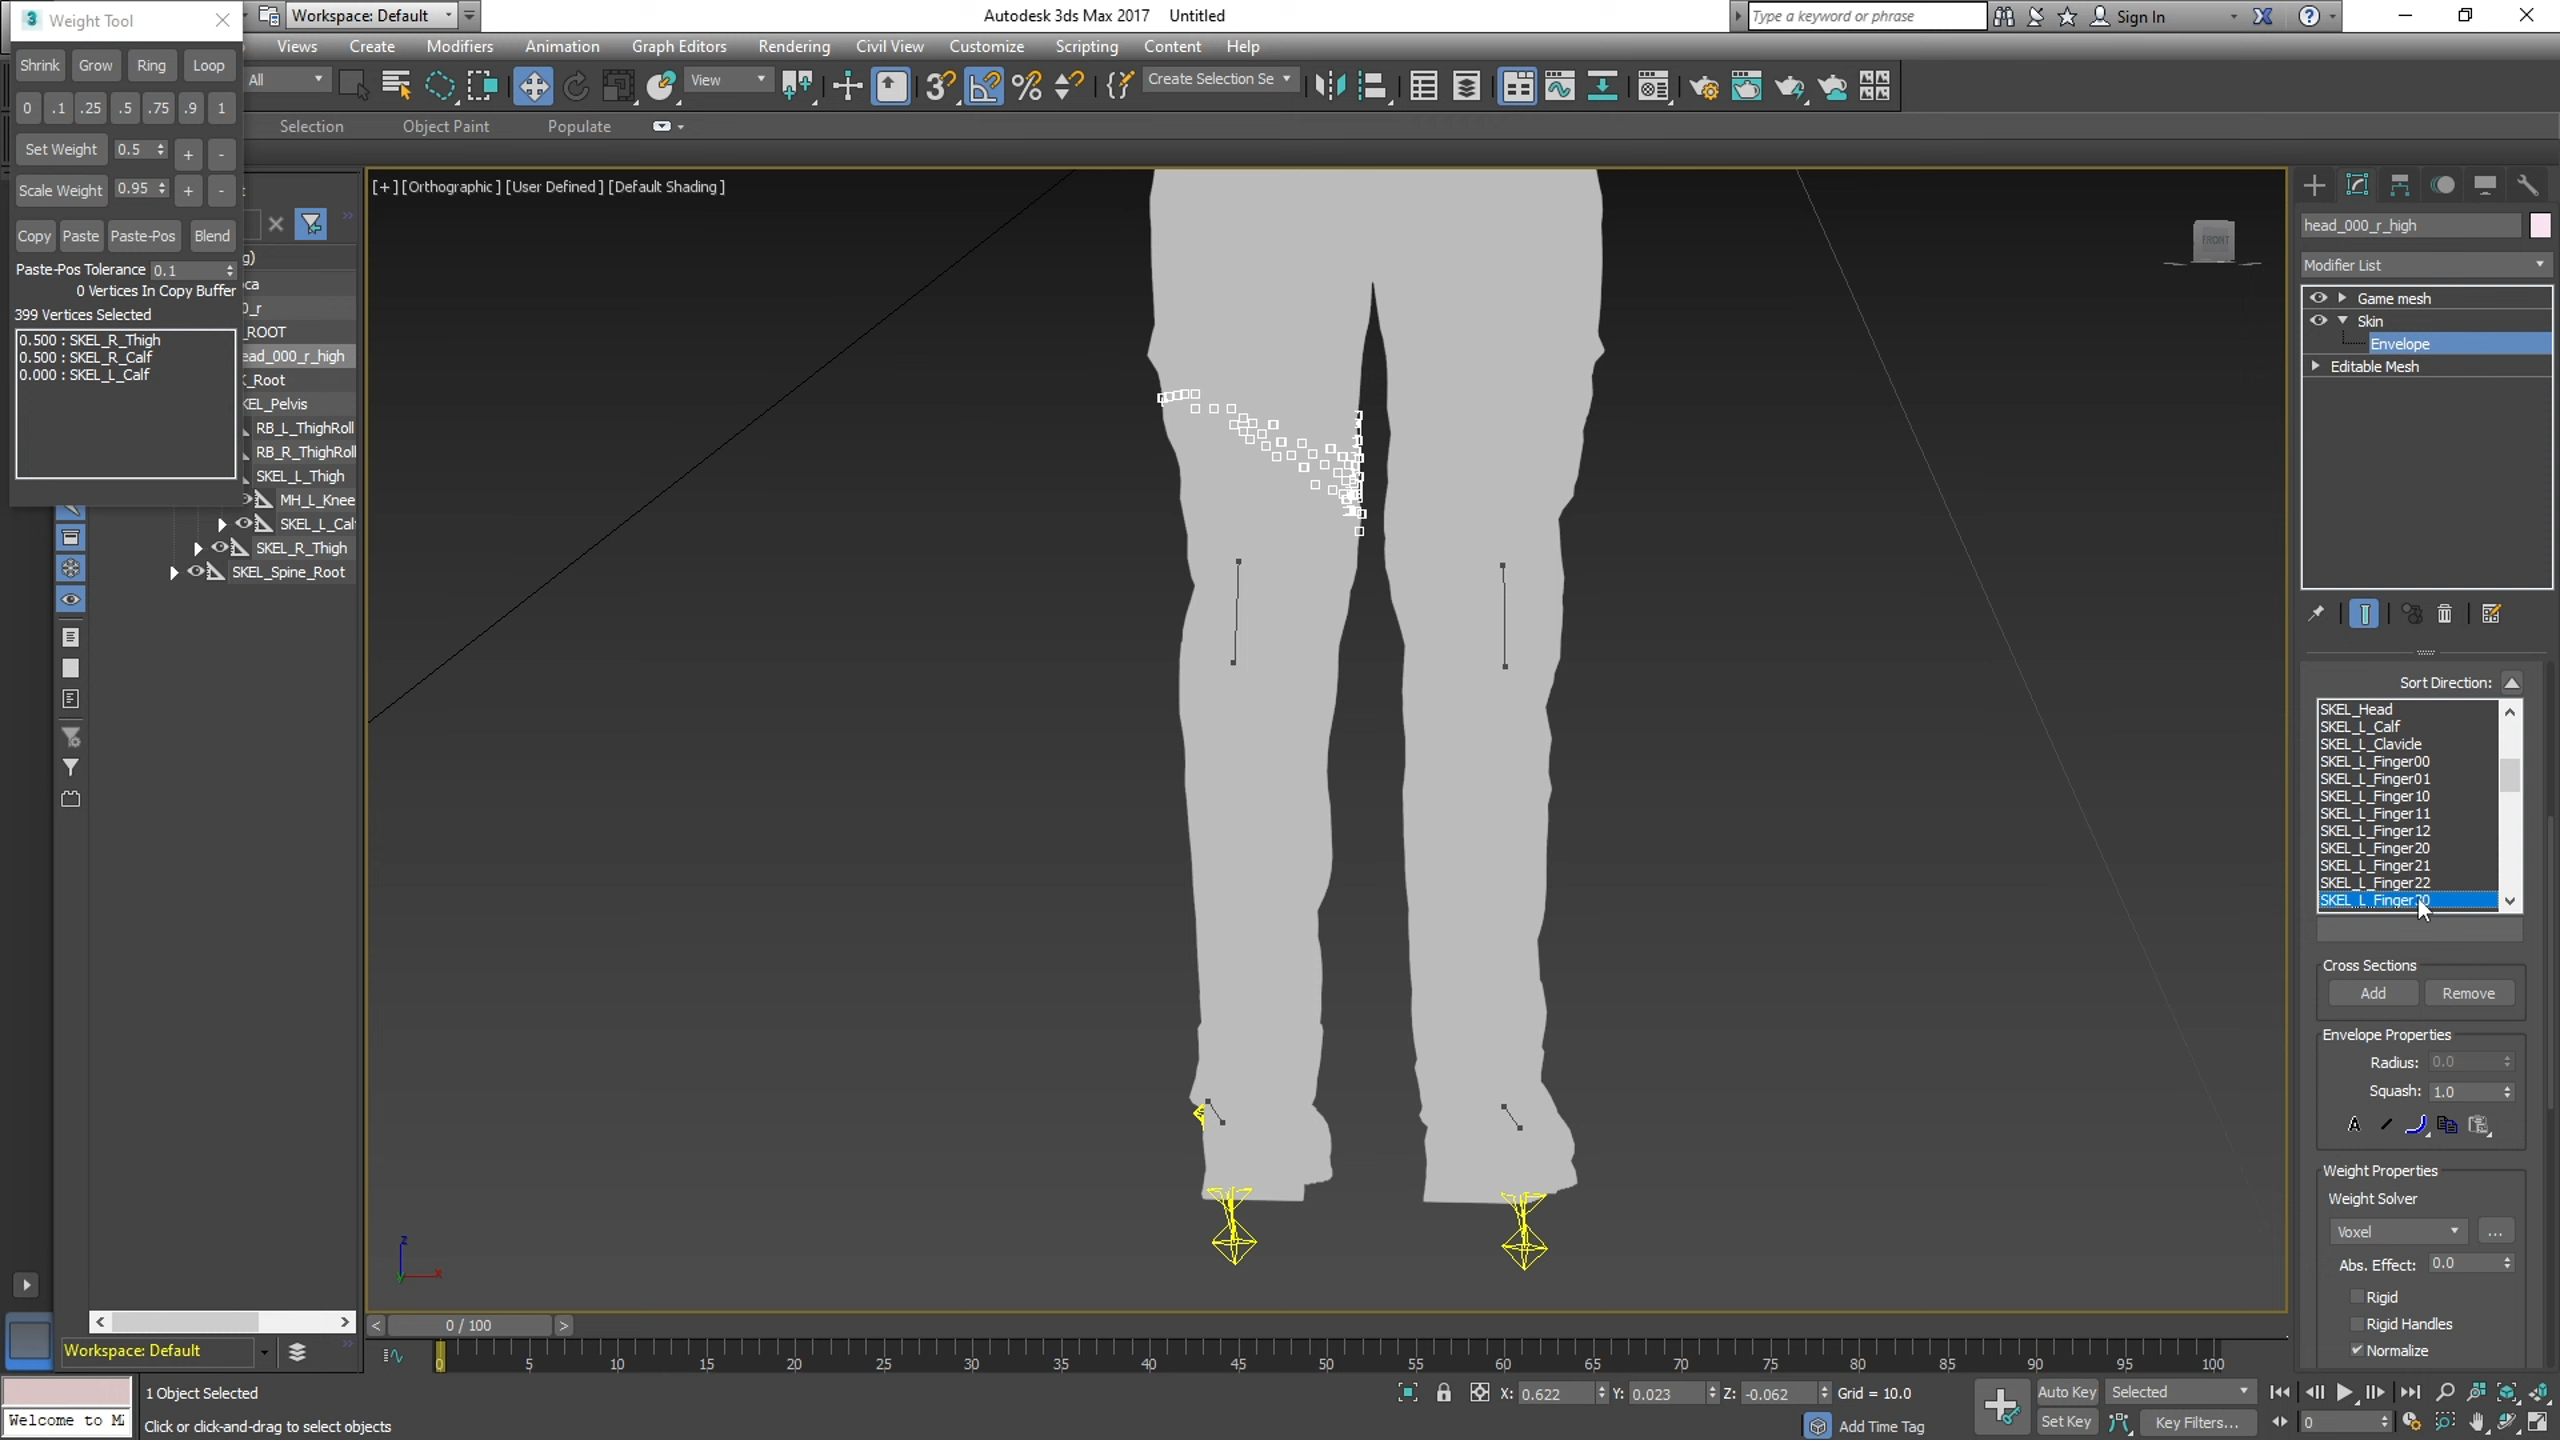 Weight Tool
Workspace: Default
Autodesk 3ds Max 2017 Untitled
Type a keyword or phrase
Sign In
Views Create Modifiers Animation Graph Editors Rendering Civil View Customize Scripting Content Help
Shrink Grow Ring Loop
All
View
Create Selection Se
0 .1 .25 .5 .75 .9 1
Selection Object Paint Populate
Set Weight 0.5 + -
Scale Weight 0.95 + -
Copy Paste Paste-Pos Blend
Paste-Pos Tolerance 0.1
0 Vertices In Copy Buffer
399 Vertices Selected
0.500 : SKEL_R_Thigh
0.500 : SKEL_R_Calf
0.000 : SKEL_L_Calf
g)
ca
0_r
_ROOT
ead_000_r_high
_Root
KEL_Pelvis
RB_L_ThighRoll
RB_R_ThighRoll
SKEL_L_Thigh
MH_L_Knee
SKEL_L_Cal
SKEL_R_Thigh
SKEL_Spine_Root
[+] [Orthographic] [User Defined] [Default Shading]
FRONT
z
x
y
head_000_r_high
Modifier List
Game mesh
Skin
Envelope
Editable Mesh
Sort Direction:
SKEL_Head
SKEL_L_Calf
SKEL_L_Clavicle
SKEL_L_Finger00
SKEL_L_Finger01
SKEL_L_Finger10
SKEL_L_Finger11
SKEL_L_Finger12
SKEL_L_Finger20
SKEL_L_Finger21
SKEL_L_Finger22
SKEL_L_Finger30
Cross Sections
Add Remove
Envelope Properties
Radius: 0.0
Squash: 1.0
A
Weight Properties
Weight Solver
Voxel ...
Abs. Effect: 0.0
Rigid
Rigid Handles
Normalize
< 0 / 100 >
Workspace: Default
0 5 10 15 20 25 30 35 40 45 50 55 60 65 70 75 80 85 90 95 100
1 Object Selected
X: 0.622 Y: 0.023 Z: -0.062 Grid = 10.0
Auto Key Selected
Welcome to M
Click or click-and-drag to select objects
Add Time Tag
Set Key Key Filters... 0